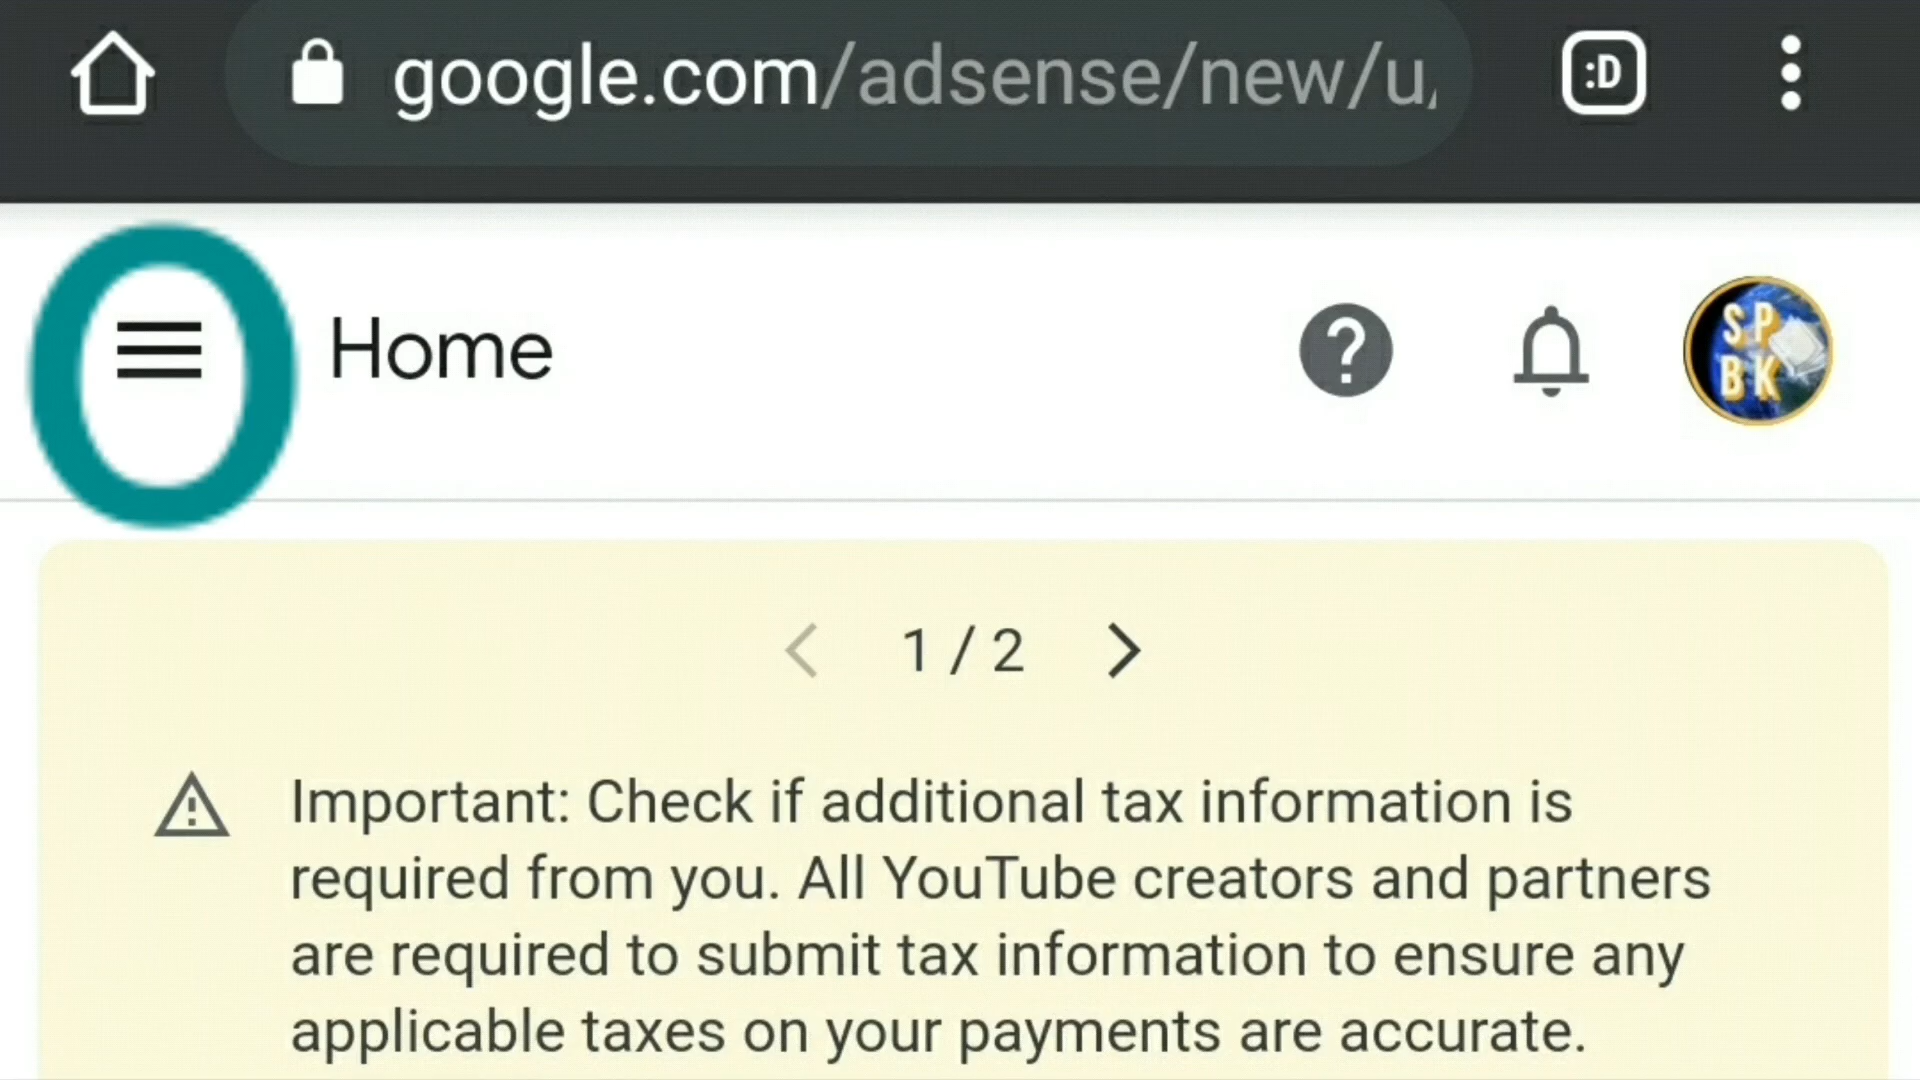 google.com/adsense/new/u
:D
Home
SP
BK
1 / 2
Important: Check if additional tax information is
required from you. All YouTube creators and partners
are required to submit tax information to ensure any
applicable taxes on your payments are accurate.